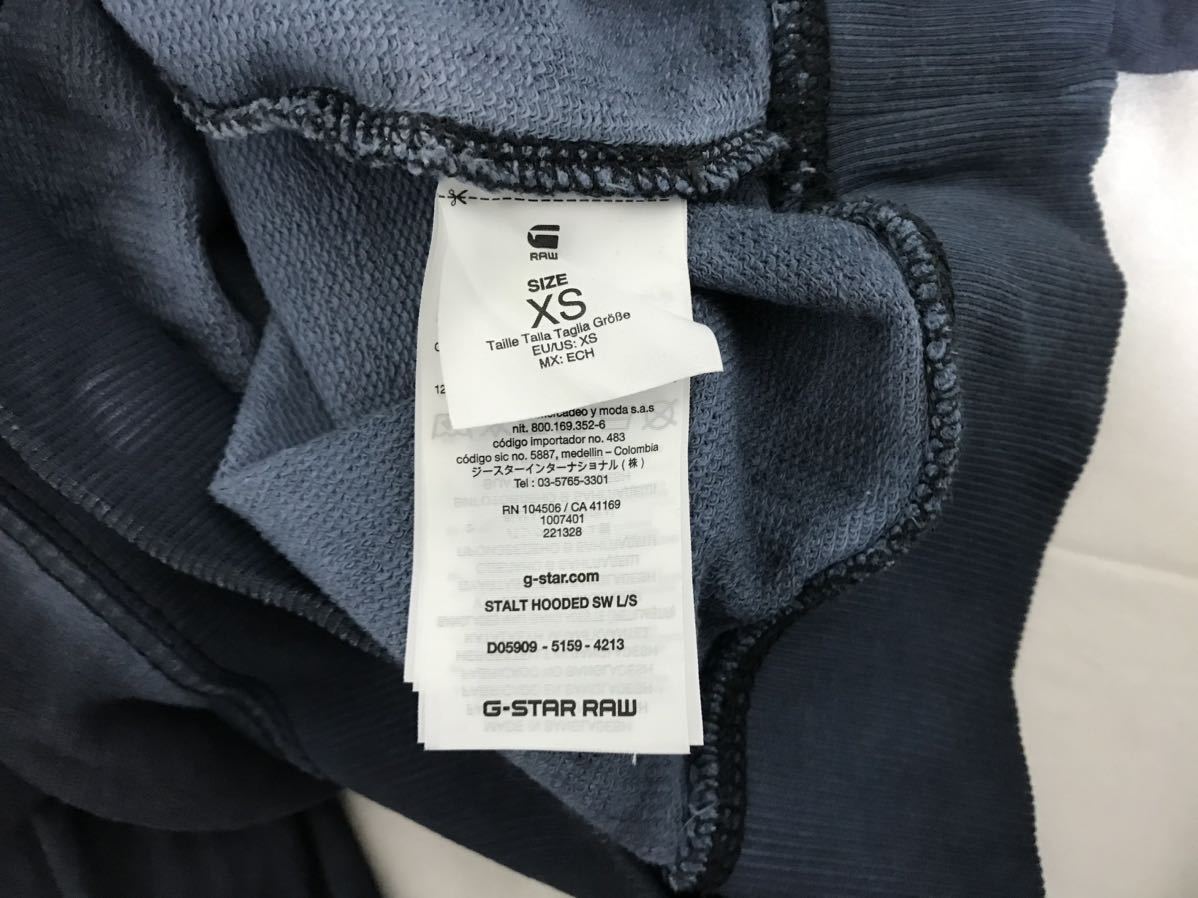 RAW
SIZE
XS
Taille Talla Taglia Größe
EU/US: XS
MX: ECH
12
y moda s.a.s
nit. 800.169.352-6
código importador no. 483
código sic no. 5887, medellin – Colombia
ジースターインターナショナル ( 株 )
Tel : 03-5765-3301
RN 104506 / CA 41169
1007401
221328
g-star.com
STALT HOODED SW L/S
D05909 - 5159 - 4213
G-STAR RAW